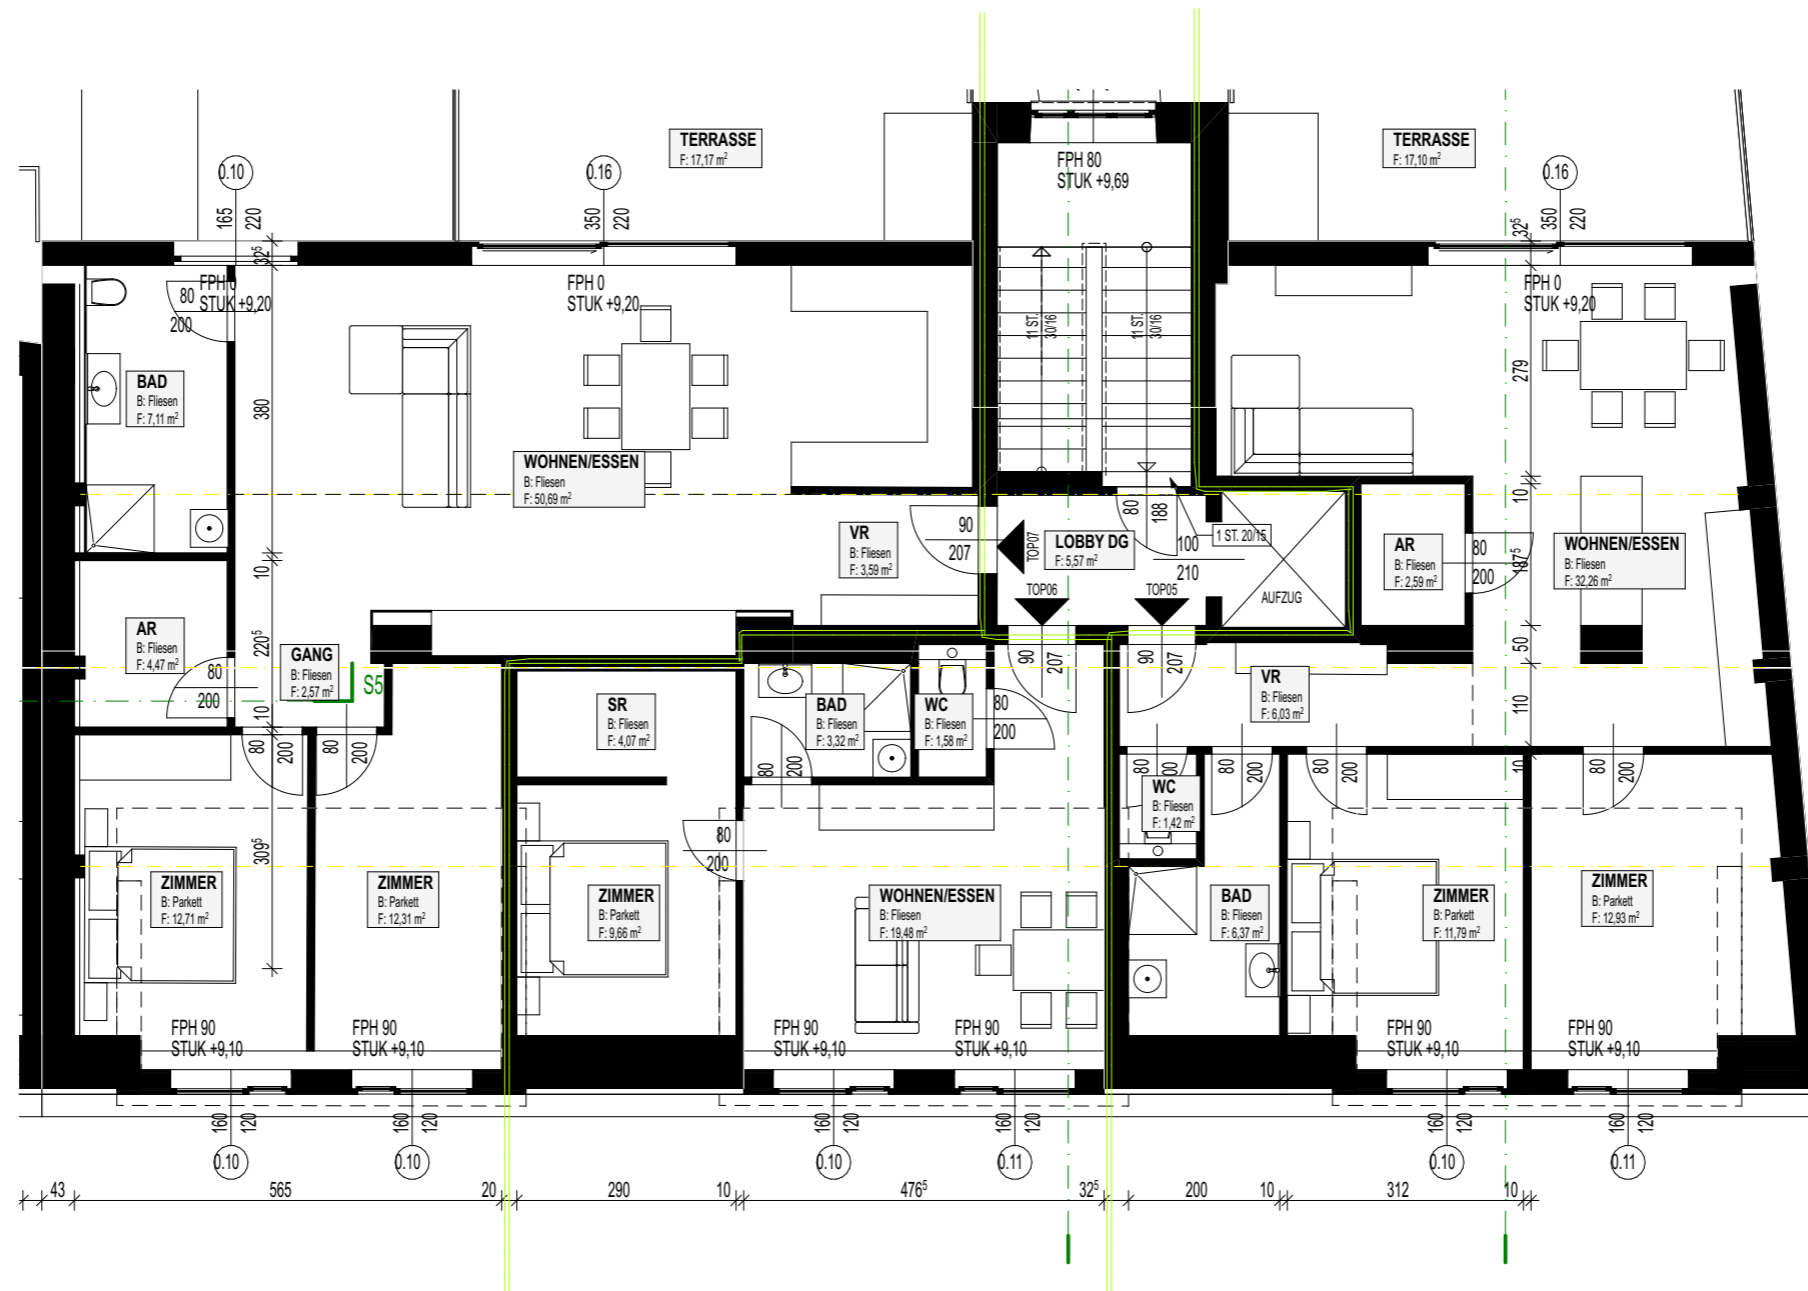 TERRASSE
F: 17,17 m²
TERRASSE
F: 17,10 m²
FPH 80
STUK +9,69
0.10
165
220
0.16
350
220
0.16
350
220
32⁵
32⁵
FPH 0
STUK +9,20
FPH 0
STUK +9,20
FPH 0
STUK +9,20
80
200
11 ST.
30/16
11 ST.
30/16
BAD
B: Fliesen
F: 7,11 m²
380
279
WOHNEN/ESSEN
B: Fliesen
F: 50,69 m²
VR
B: Fliesen
F: 3,59 m²
90
207
TOP07
LOBBY DG
F: 5,57 m²
80
188
100
210
1 ST. 20/15
AUFZUG
TOP06
TOP05
AR
B: Fliesen
F: 2,59 m²
80
200
10
187⁵
WOHNEN/ESSEN
B: Fliesen
F: 32,26 m²
10
AR
B: Fliesen
F: 4,47 m²
220⁵
80
200
10
GANG
B: Fliesen
F: 2,57 m²
S5
50
110
10
SR
B: Fliesen
F: 4,07 m²
BAD
B: Fliesen
F: 3,32 m²
WC
B: Fliesen
F: 1,58 m²
80
200
90
207
90
207
VR
B: Fliesen
F: 6,03 m²
80
200
80
200
80
200
80
WC
B: Fliesen
F: 1,42 m²
80
200
80
200
80
200
309⁵
80
200
ZIMMER
B: Parkett
F: 12,71 m²
ZIMMER
B: Parkett
F: 12,31 m²
ZIMMER
B: Parkett
F: 9,66 m²
WOHNEN/ESSEN
B: Fliesen
F: 19,48 m²
BAD
B: Fliesen
F: 6,37 m²
ZIMMER
B: Parkett
F: 11,79 m²
ZIMMER
B: Parkett
F: 12,93 m²
FPH 90
STUK +9,10
FPH 90
STUK +9,10
FPH 90
STUK +9,10
FPH 90
STUK +9,10
FPH 90
STUK +9,10
FPH 90
STUK +9,10
160
120
160
120
160
120
160
120
160
120
160
120
0.10
0.10
0.10
0.11
0.10
0.11
43
565
20
290
10
476⁵
32⁵
200
10
312
10